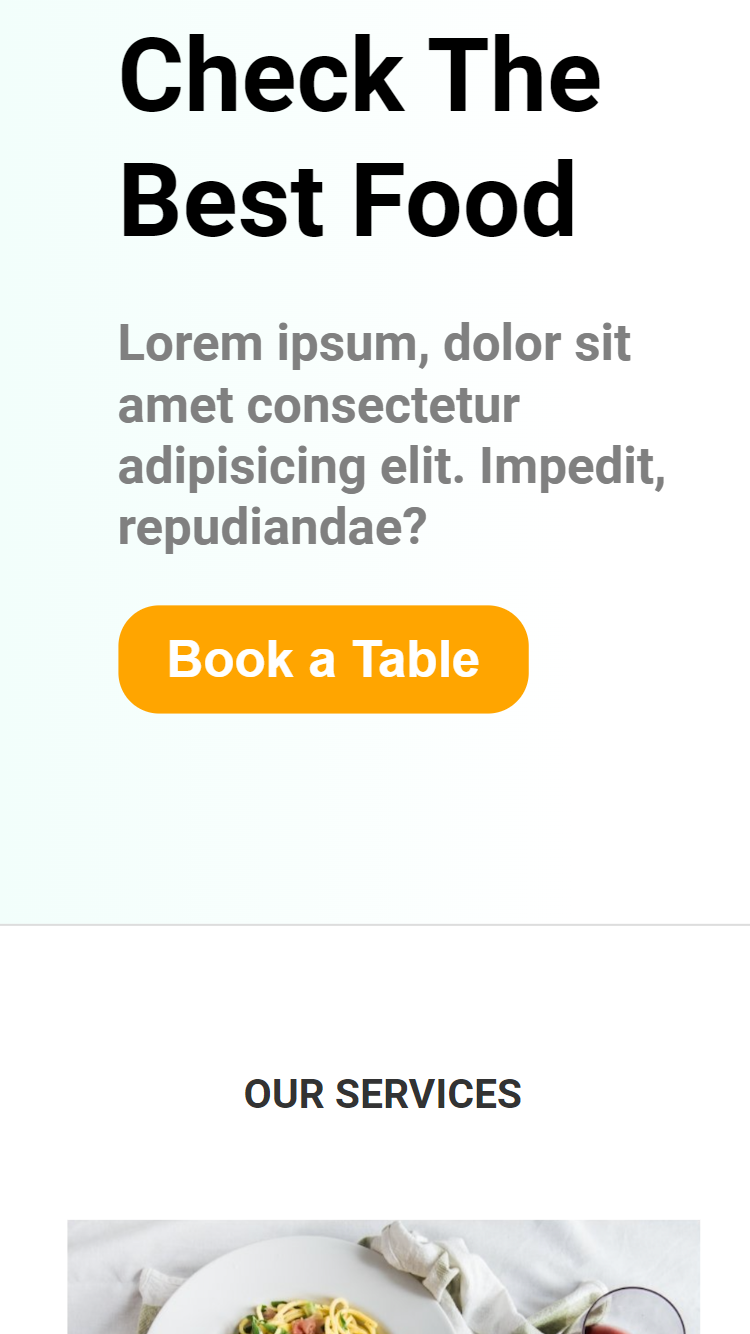 Check The
Best Food
Lorem ipsum, dolor sit
amet consectetur
adipisicing elit. Impedit,
repudiandae?
Book a Table
OUR SERVICES